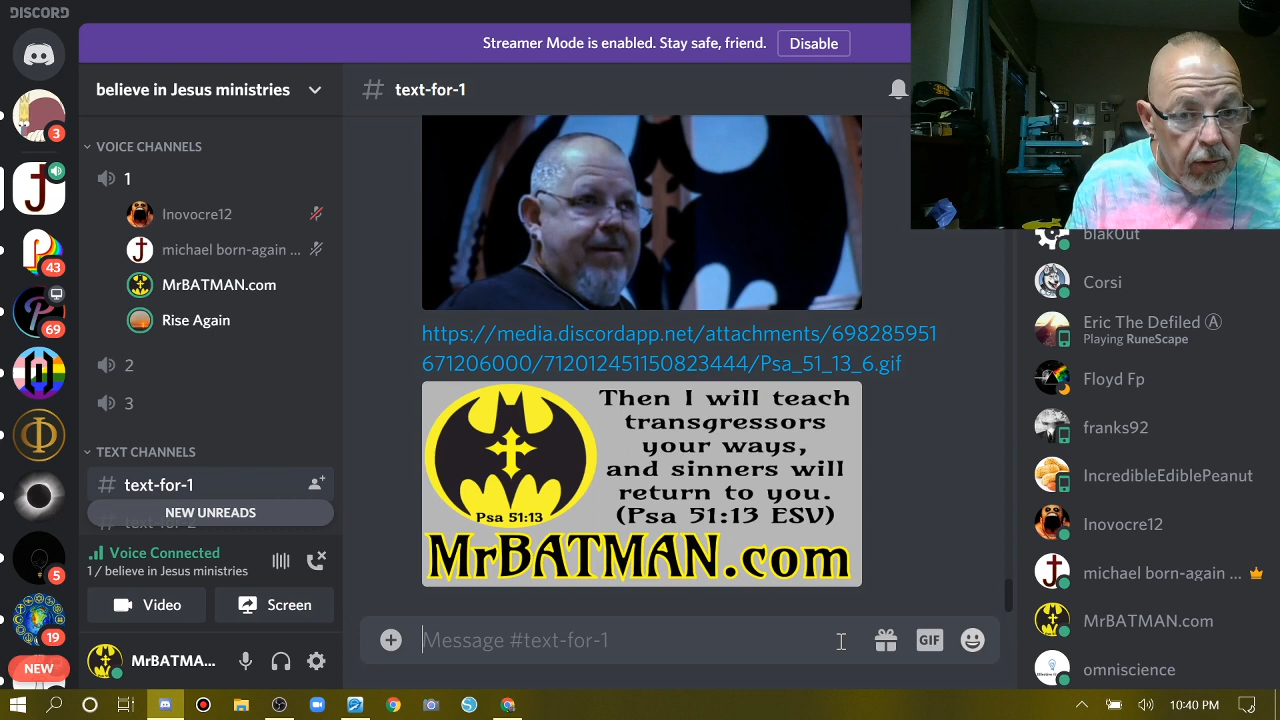 DISCORD
Streamer Mode is enabled. Stay safe, friend.
Disable
believe in Jesus ministries
# text-for-1
VOICE CHANNELS
1
Inovocre12
michael born-again ...
MrBATMAN.com
Rise Again
2
3
TEXT CHANNELS
# text-for-1
NEW UNREADS
Voice Connected
1 / believe in Jesus ministries
Video
Screen
MrBATMA...
3
43
69
5
19
NEW
https://media.discordapp.net/attachments/698285951
671206000/712012451150823444/Psa_51_13_6.gif
Then I will teach
transgressors
your ways,
and sinners will
return to you.
(Psa 51:13 ESV)
Psa 51:13
MrBATMAN.com
Message #text-for-1
GIF
blak0ut
Corsi
Eric The Defiled Ⓐ
Playing RuneScape
Floyd Fp
franks92
IncredibleEdiblePeanut
Inovocre12
michael born-again ...
MrBATMAN.com
omniscience
10:40 PM